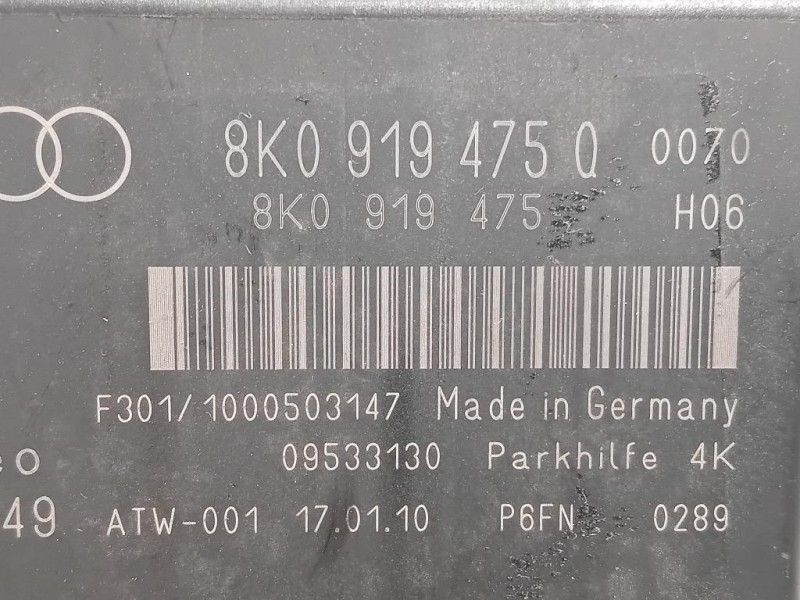 8K0 919 475 Q 0070
8K0 919 475 H06
F301/1000503147 Made in Germany
eo 09533130 Parkhilfe 4K
49 ATW-001 17.01.10 P6FN 0289